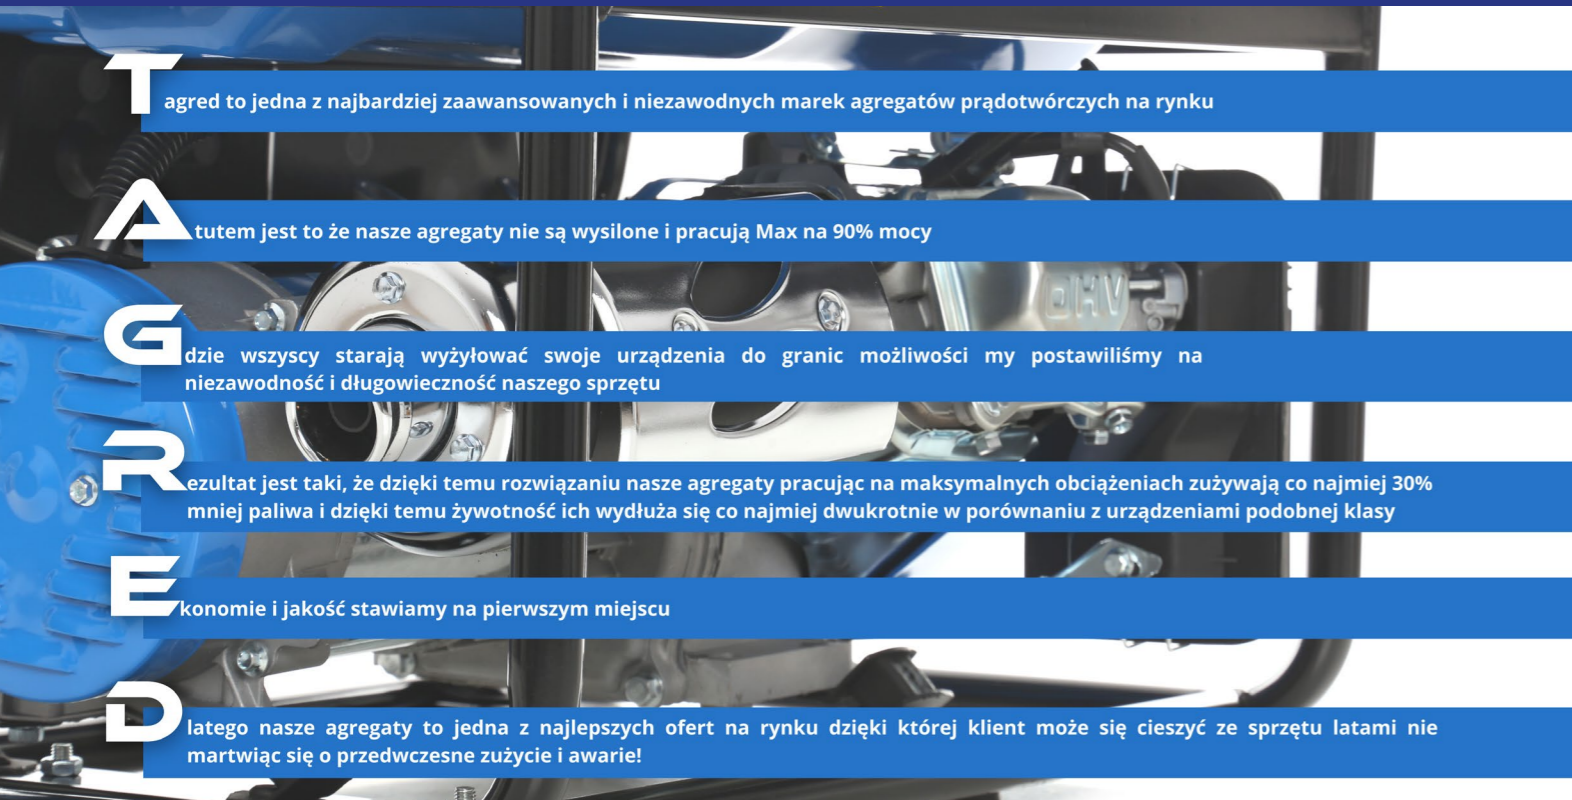 Tagred to jedna z najbardziej zaawansowanych i niezawodnych marek agregatów prądotwórczych na rynku
Atutem jest to że nasze agregaty nie są wysilone i pracują Max na 90% mocy
OHV
Gdzie wszyscy starają wyżyłować swoje urządzenia do granic możliwości my postawiliśmy na
niezawodność i długowieczność naszego sprzętu
Rezultat jest taki, że dzięki temu rozwiązaniu nasze agregaty pracując na maksymalnych obciążeniach zużywają co najmiej 30%
mniej paliwa i dzięki temu żywotność ich wydłuża się co najmiej dwukrotnie w porównaniu z urządzeniami podobnej klasy
Ekonomie i jakość stawiamy na pierwszym miejscu
Dlatego nasze agregaty to jedna z najlepszych ofert na rynku dzięki której klient może się cieszyć ze sprzętu latami nie
martwiąc się o przedwczesne zużycie i awarie!